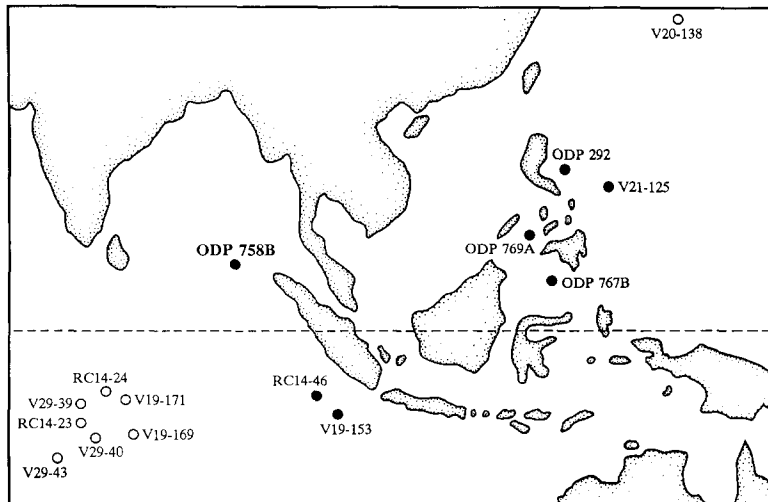 V20-138
ODP 292
V21-125
ODP 758B
ODP 769A
ODP 767B
RC14-24
RC14-46
V29-39
V19-171
RC14-23
V19-153
V19-169
V29-40
V29-43